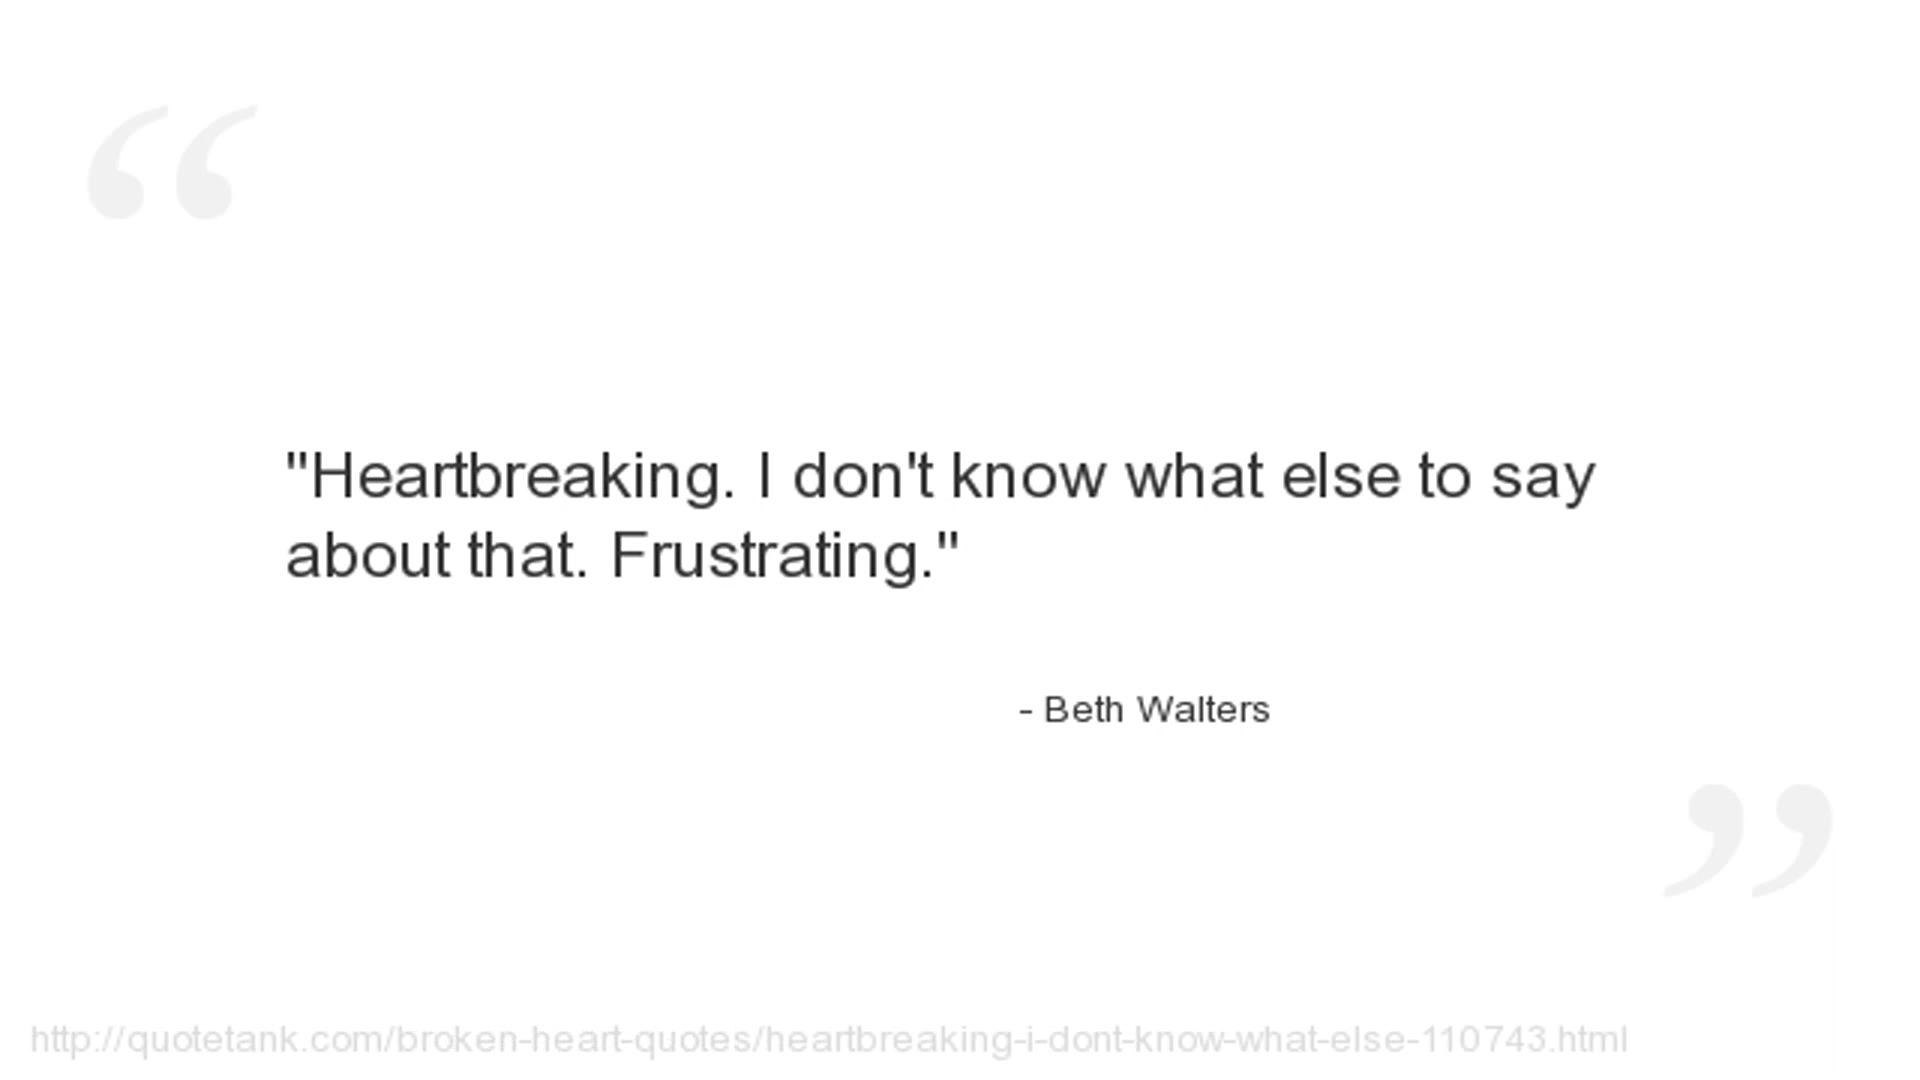 "Heartbreaking. I don't know what else to say
about that. Frustrating."
- Beth Walters
http://quotetank.com/broken-heart-quotes/heartbreaking-i-dont-know-what-else-110743.html